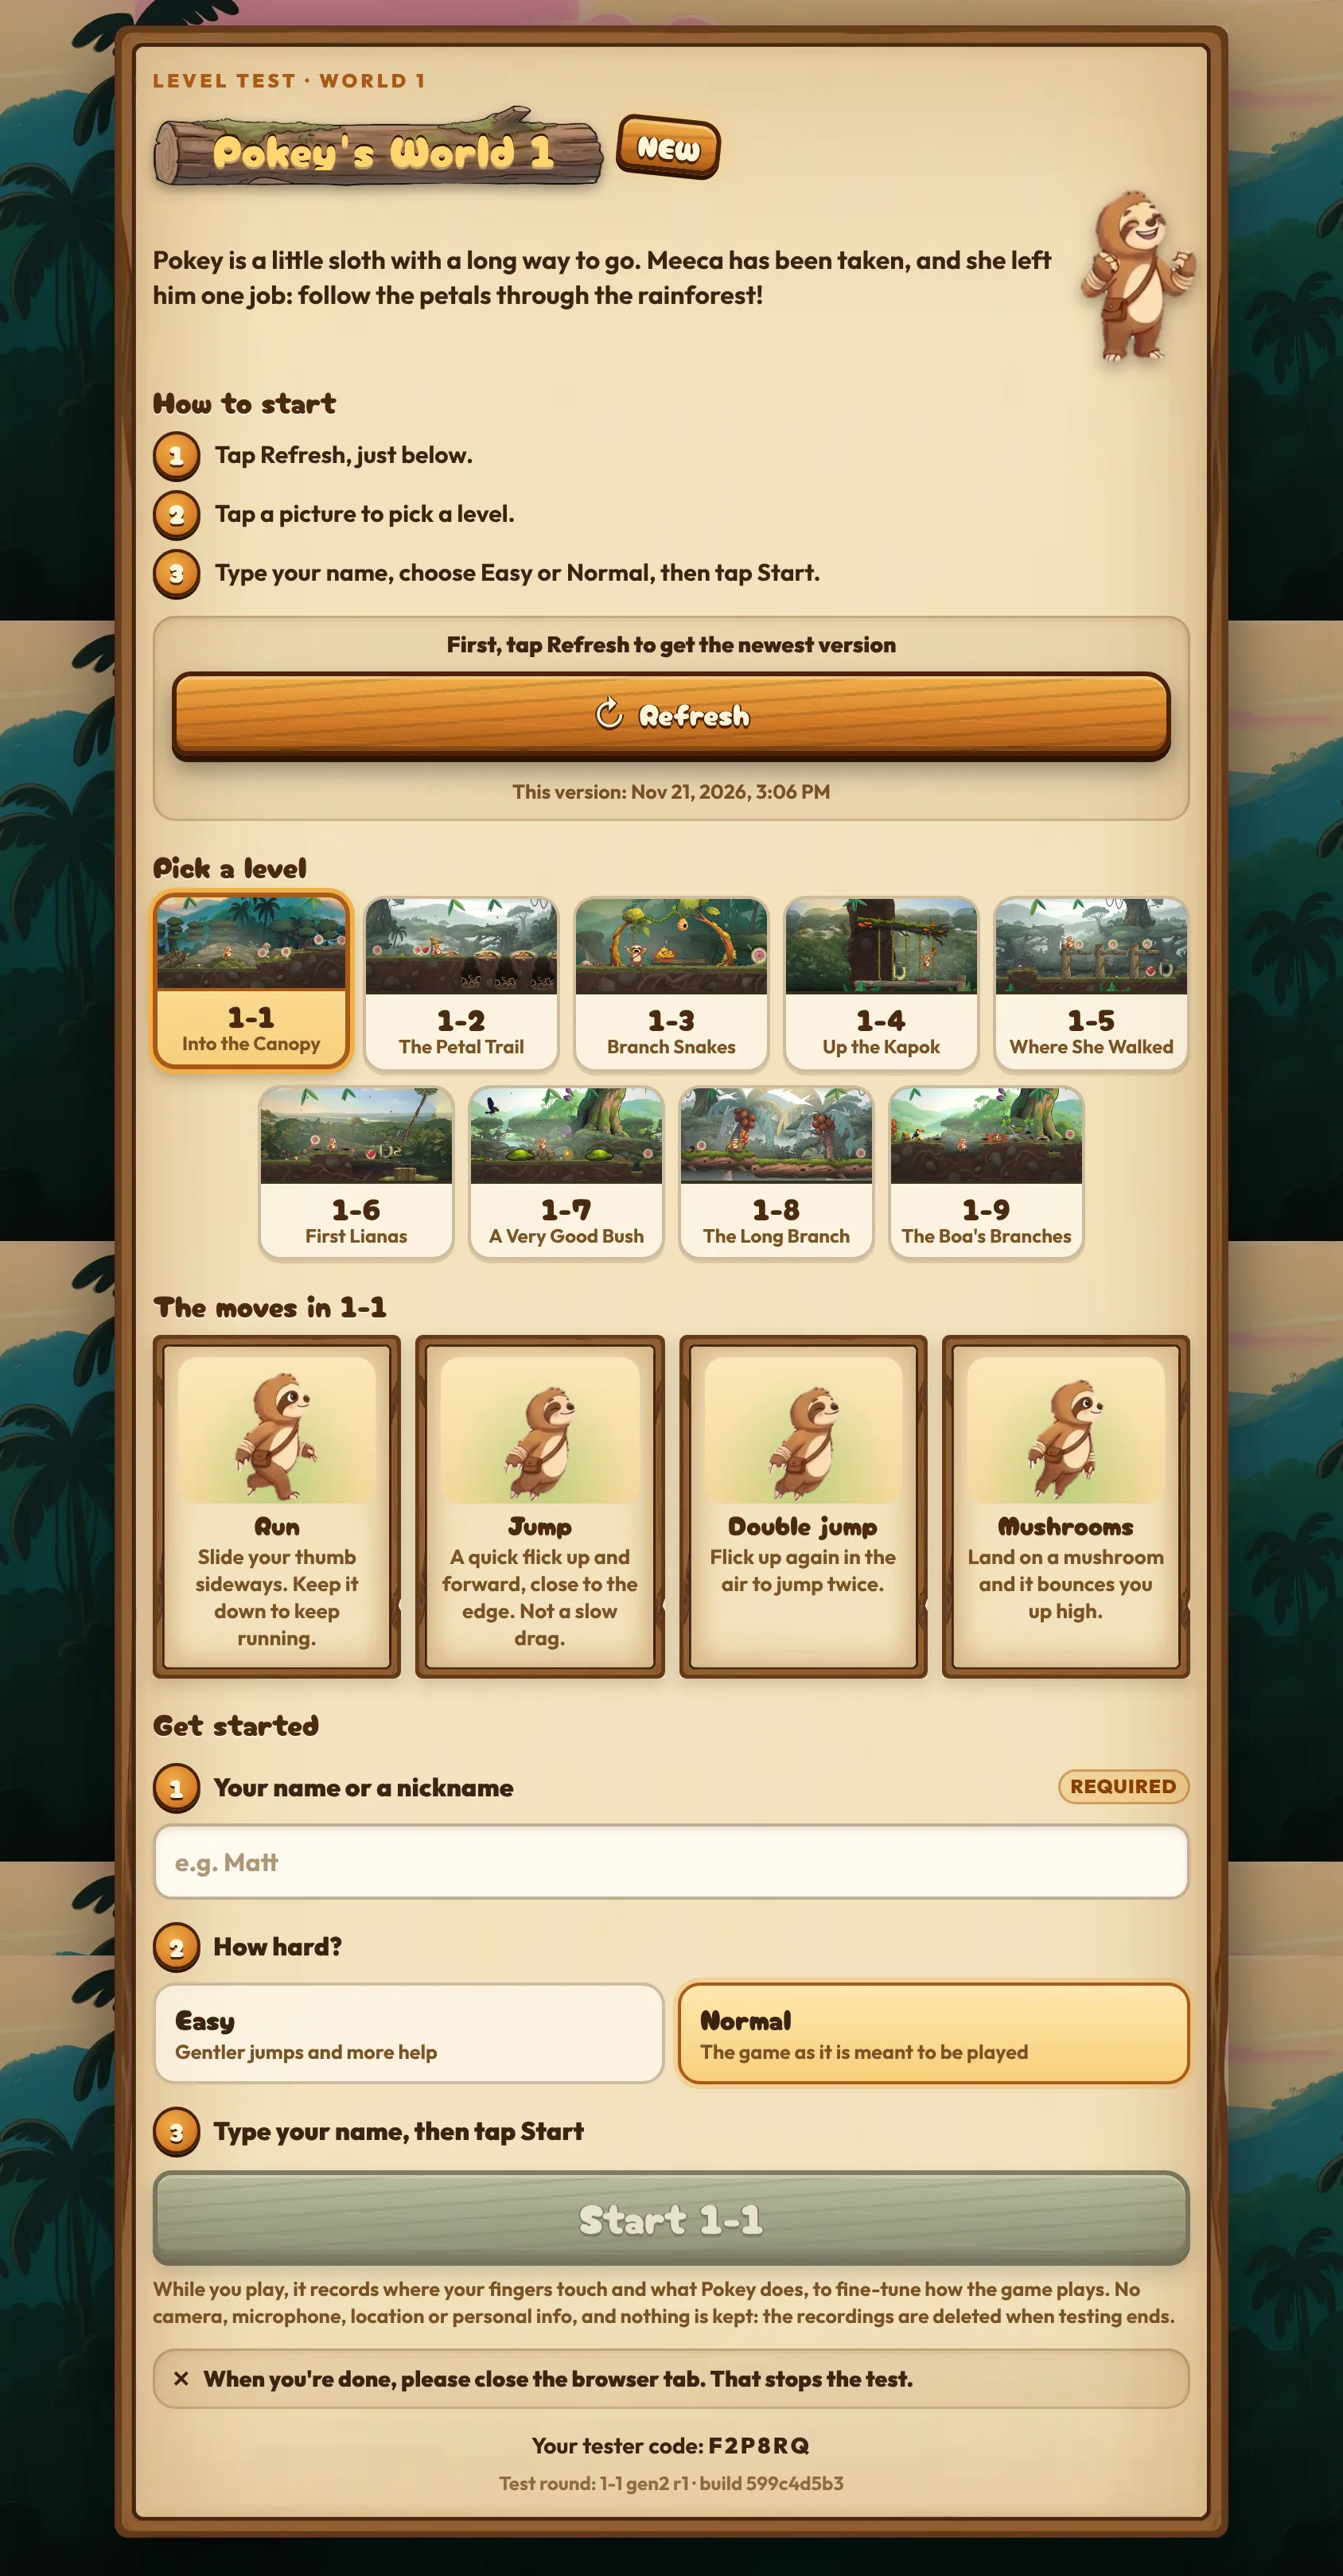 LEVEL TEST · WORLD 1
Pokey's World 1
NEW
Pokey is a little sloth with a long way to go. Meeca has been taken, and she left
him one job: follow the petals through the rainforest!
How to start
1 Tap Refresh, just below.
2 Tap a picture to pick a level.
3 Type your name, choose Easy or Normal, then tap Start.
First, tap Refresh to get the newest version
Refresh
This version: Nov 21, 2026, 3:06 PM
Pick a level
1-1
Into the Canopy
1-2
The Petal Trail
1-3
Branch Snakes
1-4
Up the Kapok
1-5
Where She Walked
1-6
First Lianas
1-7
A Very Good Bush
1-8
The Long Branch
1-9
The Boa's Branches
The moves in 1-1
Run
Slide your thumb
sideways. Keep it
down to keep
running.
Jump
A quick flick up and
forward, close to the
edge. Not a slow
drag.
Double jump
Flick up again in the
air to jump twice.
Mushrooms
Land on a mushroom
and it bounces you
up high.
Get started
1 Your name or a nickname
REQUIRED
e.g. Matt
2 How hard?
Easy
Gentler jumps and more help
Normal
The game as it is meant to be played
3 Type your name, then tap Start
Start 1-1
While you play, it records where your fingers touch and what Pokey does, to fine-tune how the game plays. No
camera, microphone, location or personal info, and nothing is kept: the recordings are deleted when testing ends.
× When you're done, please close the browser tab. That stops the test.
Your tester code: F2P8RQ
Test round: 1-1 gen2 r1 · build 599c4d5b3